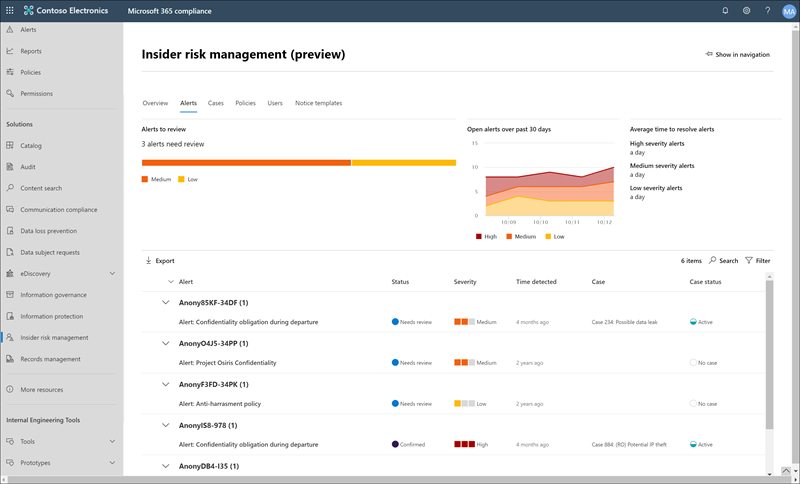 Contoso Electronics
Microsoft 365 compliance
?
MA
Alerts
Reports
Policies
Permissions
Solutions
Catalog
Audit
Content search
Communication compliance
Data loss prevention
Data subject requests
eDiscovery
Information governance
Information protection
Insider risk management
Records management
More resources
Internal Engineering Tools
Tools
Prototypes
Insider risk management (preview)
Show in navigation
Overview Alerts Cases Policies Users Notice templates
Alerts to review
3 alerts need review
Medium Low
Open alerts over past 30 days
15
10
5
0
10/09 10/10 10/11 10/12
High Medium Low
Average time to resolve alerts
High severity alerts
a day
Medium severity alerts
a day
Low severity alerts
a day
Export
6 items Search Filter
Alert Status Severity Time detected Case Case status
Anony85KF-34DF (1)
Alert: Confidentiality obligation during departure Needs review Medium 4 months ago Case 234: Possible data leak Active
AnonyO4J5-34PP (1)
Alert: Project Osiris Confidentiality Needs review Medium 2 years ago No case
AnonyF3FD-34PK (1)
Alert: Anti-harrasment policy Needs review Low 2 years ago No case
AnonyIS8-978 (1)
Alert: Confidentiality obligation during departure Confirmed High 4 months ago Case 884: (RO) Potential IP theft Active
AnonyDB4-I35 (1)